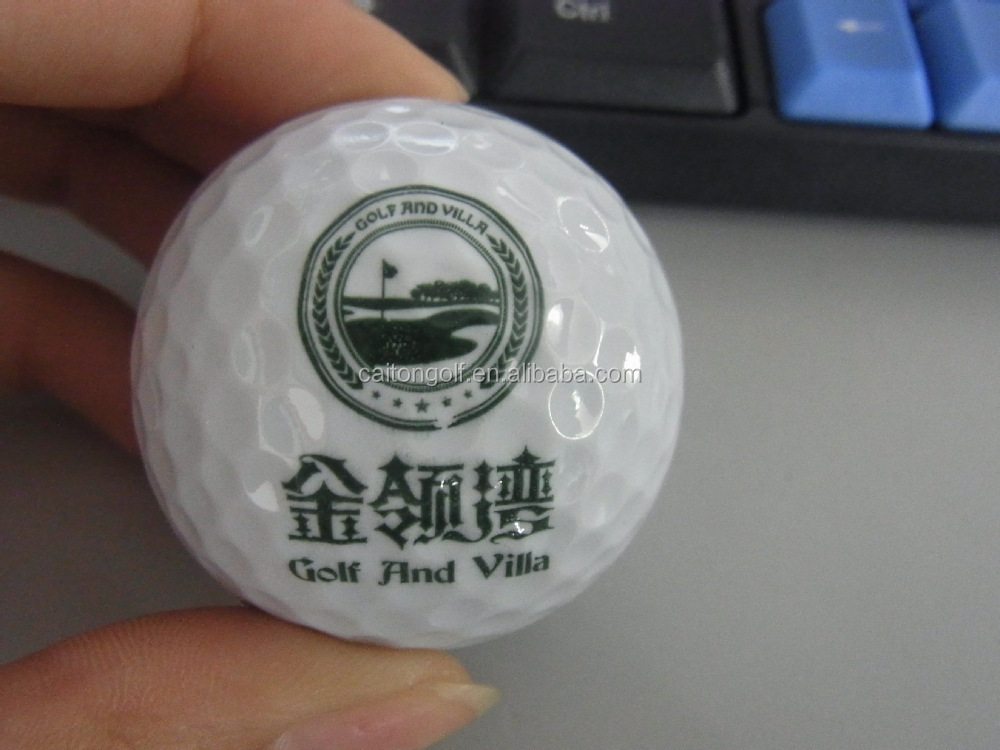 Ctrl
←
GOLF AND VILLA
caitongolf.en.alibaba.com
金领湾
Golf And Villa